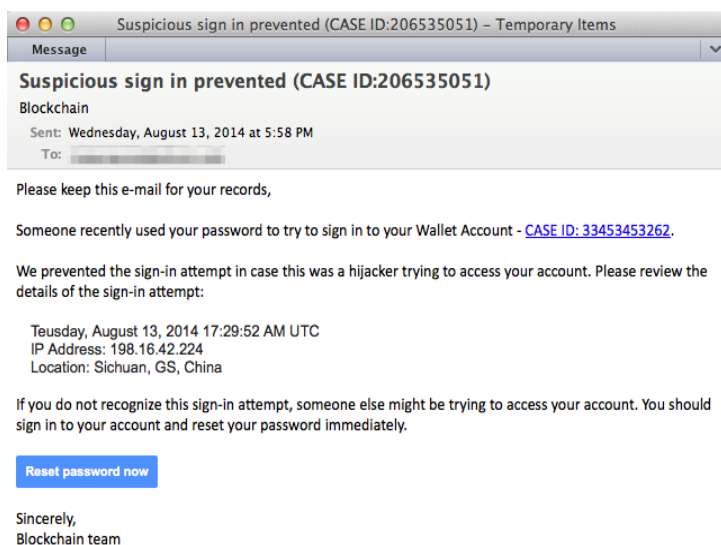 Suspicious sign in prevented (CASE ID:206535051) – Temporary Items
Message
Suspicious sign in prevented (CASE ID:206535051)
Blockchain
Sent: Wednesday, August 13, 2014 at 5:58 PM
To:
Please keep this e-mail for your records,
Someone recently used your password to try to sign in to your Wallet Account - CASE ID: 33453453262.
We prevented the sign-in attempt in case this was a hijacker trying to access your account. Please review the
details of the sign-in attempt:
Teusday, August 13, 2014 17:29:52 AM UTC
IP Address: 198.16.42.224
Location: Sichuan, GS, China
If you do not recognize this sign-in attempt, someone else might be trying to access your account. You should
sign in to your account and reset your password immediately.
Reset password now
Sincerely,
Blockchain team